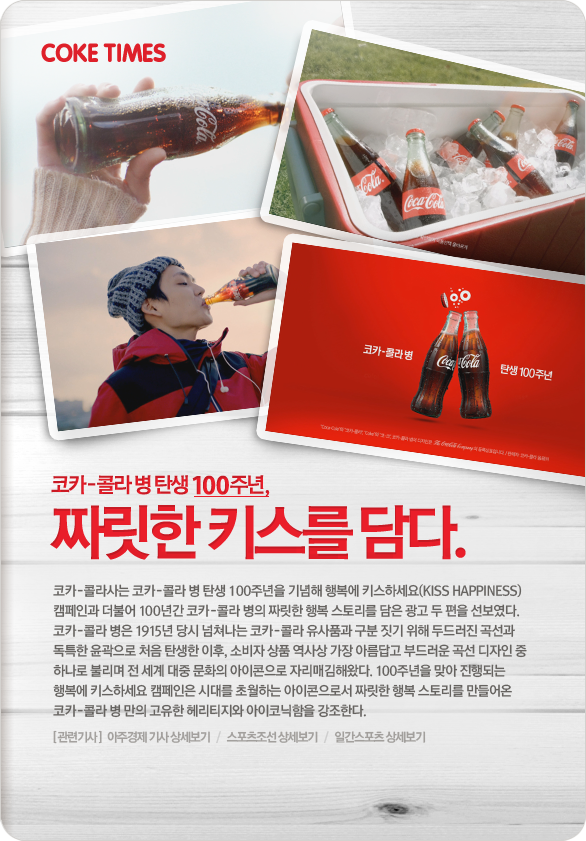 COKE TIMES
Coca-Cola
Coca-Cola
코카-콜라 병
탄생 100주년
코카-콜라 병 탄생 100주년,
짜릿한 키스를 담다.
코카-콜라사는 코카-콜라 병 탄생 100주년을 기념해 행복에 키스하세요(KISS HAPPINESS)
캠페인과 더불어 100년간 코카-콜라 병의 짜릿한 행복 스토리를 담은 광고 두 편을 선보였다.
코카-콜라 병은 1915년 당시 넘쳐나는 코카-콜라 유사품과 구분 짓기 위해 두드러진 곡선과
독특한 윤곽으로 처음 탄생한 이후, 소비자 상품 역사상 가장 아름답고 부드러운 곡선 디자인 중
하나로 불리며 전 세계 대중 문화의 아이콘으로 자리매김해왔다. 100주년을 맞아 진행되는
행복에 키스하세요 캠페인은 시대를 초월하는 아이콘으로서 짜릿한 행복 스토리를 만들어온
코카-콜라 병 만의 고유한 헤리티지와 아이코닉함을 강조한다.
[관련기사] 아주경제 기사 상세보기 / 스포츠조선 상세보기 / 일간스포츠 상세보기